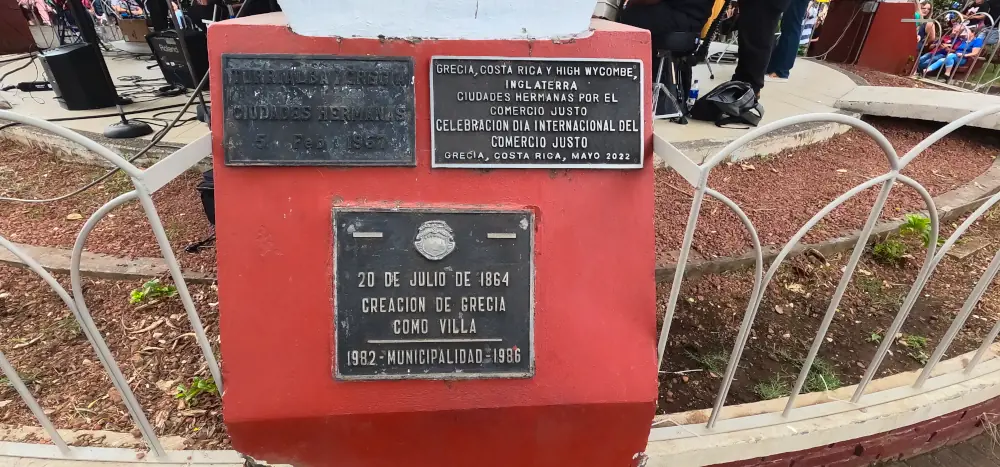 Roland
CIUDADES HERMANAS
GRECIA, COSTA RICA Y HIGH WYCOMBE,
INGLATERRA
CIUDADES HERMANAS POR EL
COMERCIO JUSTO
CELEBRACION DIA INTERNACIONAL DEL
COMERCIO JUSTO
GRECIA, COSTA RICA, MAYO 2022
20 DE JULIO DE 1864
CREACION DE GRECIA
COMO VILLA
1982-MUNICIPALIDAD-1986